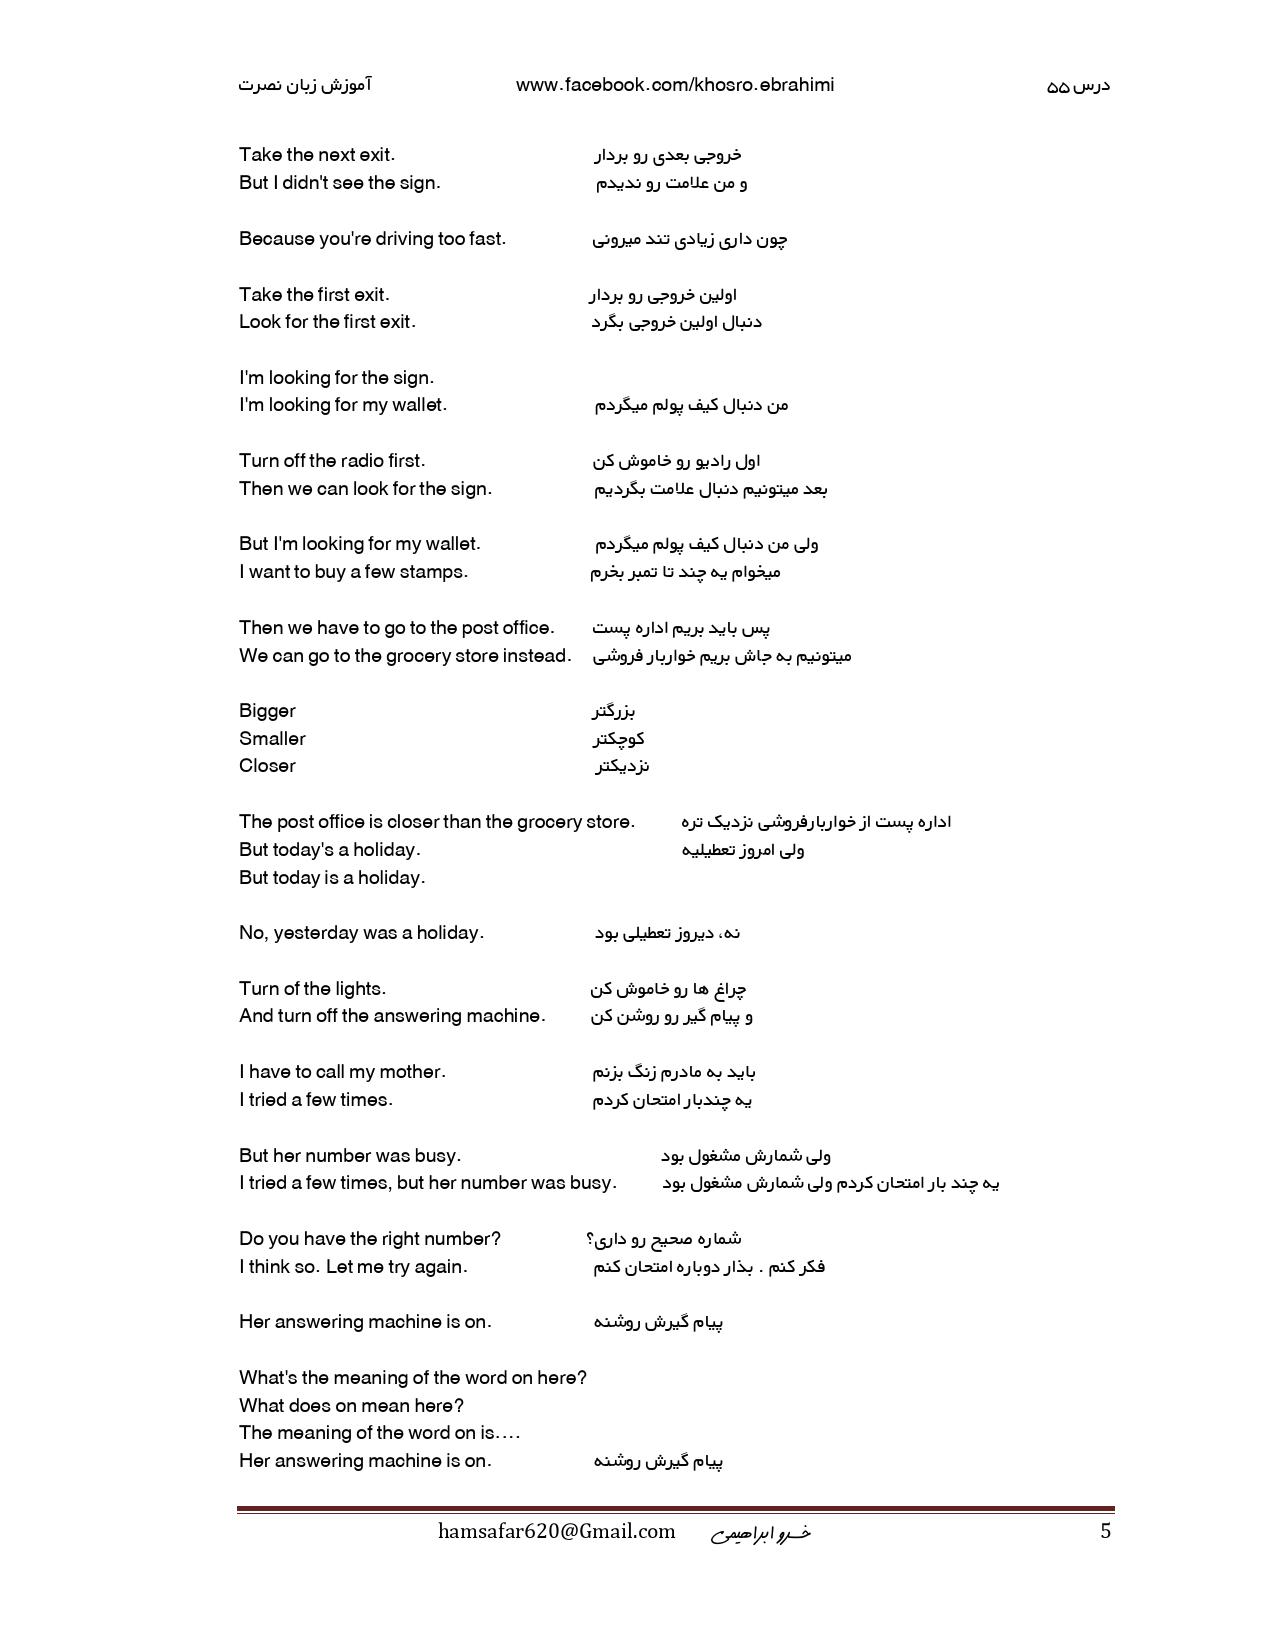 آموزش زبان نصرت www.facebook.com/khosro.ebrahimi درس ۵۵
Take the next exit. خروجی بعدی رو بردار
But I didn't see the sign. و من علامت رو ندیدم
Because you're driving too fast. چون داری زیادی تند میرونی
Take the first exit. اولین خروجی رو بردار
Look for the first exit. دنبال اولین خروجی بگرد
I'm looking for the sign.
I'm looking for my wallet. من دنبال کیف پولم میگردم
Turn off the radio first. اول رادیو رو خاموش کن
Then we can look for the sign. بعد میتونیم دنبال علامت بگردیم
But I'm looking for my wallet. ولی من دنبال کیف پولم میگردم
I want to buy a few stamps. میخوام یه چند تا تمبر بخرم
Then we have to go to the post office. پس باید بریم اداره پست
We can go to the grocery store instead. میتونیم به جاش بریم خواربار فروشی
Bigger بزرگتر
Smaller کوچکتر
Closer نزدیکتر
The post office is closer than the grocery store. اداره پست از خواربارفروشی نزدیک تره
But today's a holiday. ولی امروز تعطیلیه
But today is a holiday.
No, yesterday was a holiday. نه، دیروز تعطیلی بود
Turn of the lights. چراغ ها رو خاموش کن
And turn off the answering machine. و پیام گیر رو روشن کن
I have to call my mother. باید به مادرم زنگ بزنم
I tried a few times. یه چندبار امتحان کردم
But her number was busy. ولی شمارش مشغول بود
I tried a few times, but her number was busy. یه چند بار امتحان کردم ولی شمارش مشغول بود
Do you have the right number? شماره صحیح رو داری؟
I think so. Let me try again. فکر کنم . بذار دوباره امتحان کنم
Her answering machine is on. پیام گیرش روشنه
What's the meaning of the word on here?
What does on mean here?
The meaning of the word on is....
Her answering machine is on. پیام گیرش روشنه
hamsafar620@Gmail.com خسرو ابراهیمی 5